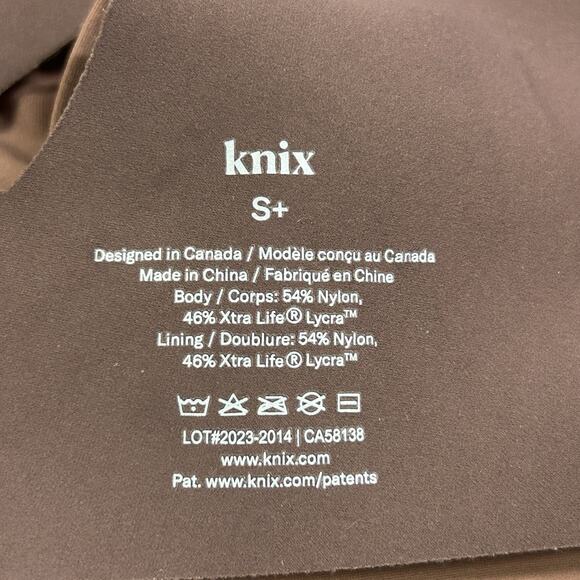 knix
S+
Designed in Canada / Modèle conçu au Canada
Made in China / Fabriqué en Chine
Body / Corps: 54% Nylon,
46% Xtra Life® Lycra™
Lining / Doublure: 54% Nylon,
46% Xtra Life® Lycra™
LOT#2023-2014 | CA58138
www.knix.com
Pat. www.knix.com/patents